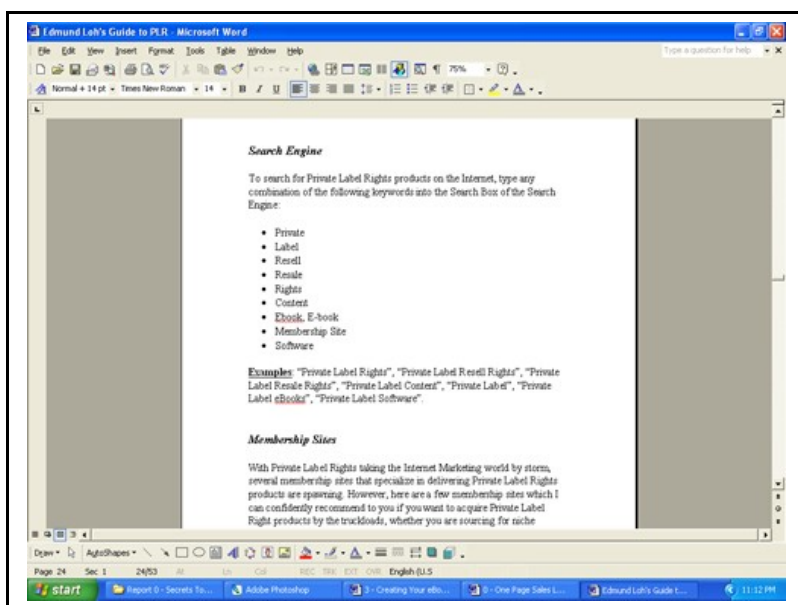 Edmund Loh's Guide to PLR - Microsoft Word
File Edit View Insert Format Tools Table Window Help
Type a question for help
75%
Normal + 14 pt Times New Roman 14 B I U
Search Engine
To search for Private Label Rights products on the Internet, type any
combination of the following keywords into the Search Box of the Search
Engine:
• Private
• Label
• Resell
• Resale
• Rights
• Content
• Ebook, E-book
• Membership Site
• Software
Examples: “Private Label Rights”, “Private Label Resell Rights”, “Private
Label Resale Rights”, “Private Label Content”, “Private Label”, “Private
Label eBooks”, “Private Label Software”.
Membership Sites
With Private Label Rights taking the Internet Marketing world by storm,
several membership sites that specialize in delivering Private Label Rights
products are spawning. However, here are a few membership sites which I
can confidently recommend to you if you want to acquire Private Label
Right products by the truckloads, whether you are sourcing for niche
Draw AutoShapes
Page 24 Sec 1 24/53 At Ln Col REC TRK EXT OVR English (U.S
start Report 0 - Secrets To... Adobe Photoshop 3 - Creating Your eBo... 0 - One Page Sales L... Edmund Loh's Guide t... 11:12 PM